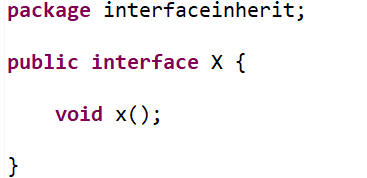 package interfaceinherit;
public interface X {
    void x();
}